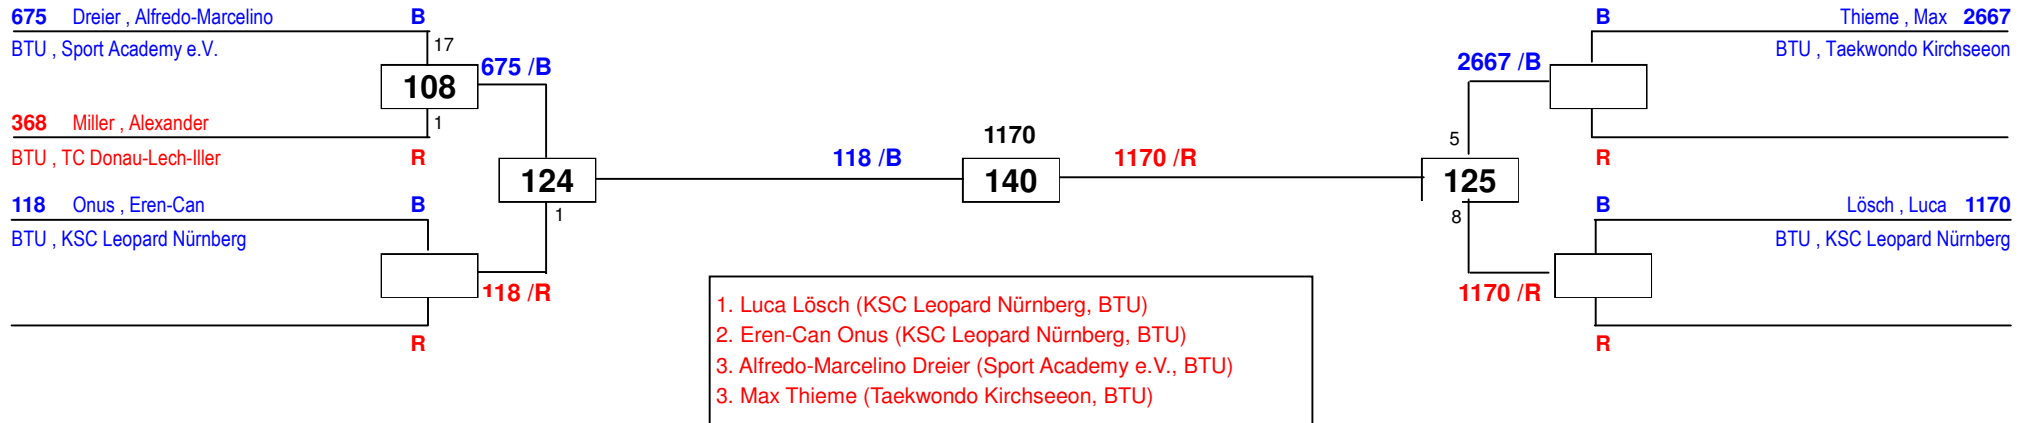 675 Dreier , Alfredo-Marcelino B
BTU , Sport Academy e.V.
17
108
675 /B
368 Miller , Alexander
1
BTU , TC Donau-Lech-Iller R
118 Onus , Eren-Can B
BTU , KSC Leopard Nürnberg
118 /R
R
124
1
118 /B
1170
140
1170 /R
B Thieme , Max 2667
BTU , Taekwondo Kirchseeon
2667 /B
R
5
125
8
B Lösch , Luca 1170
BTU , KSC Leopard Nürnberg
1170 /R
R
1. Luca Lösch (KSC Leopard Nürnberg, BTU)
2. Eren-Can Onus (KSC Leopard Nürnberg, BTU)
3. Alfredo-Marcelino Dreier (Sport Academy e.V., BTU)
3. Max Thieme (Taekwondo Kirchseeon, BTU)